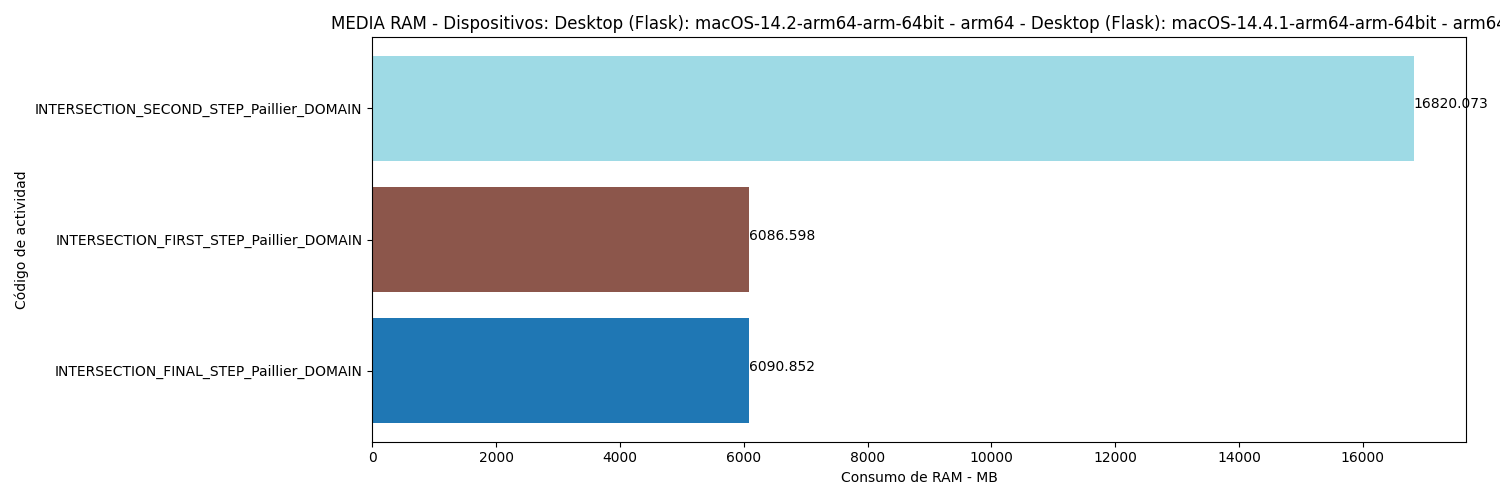 MEDIA RAM - Dispositivos: Desktop (Flask): macOS-14.2-arm64-arm-64bit - arm64 - Desktop (Flask): macOS-14.4.1-arm64-arm-64bit - arm64
INTERSECTION_SECOND_STEP_Paillier_DOMAIN
16820.073
INTERSECTION_FIRST_STEP_Paillier_DOMAIN
6086.598
INTERSECTION_FINAL_STEP_Paillier_DOMAIN
6090.852
Código de actividad
0 2000 4000 6000 8000 10000 12000 14000 16000
Consumo de RAM - MB